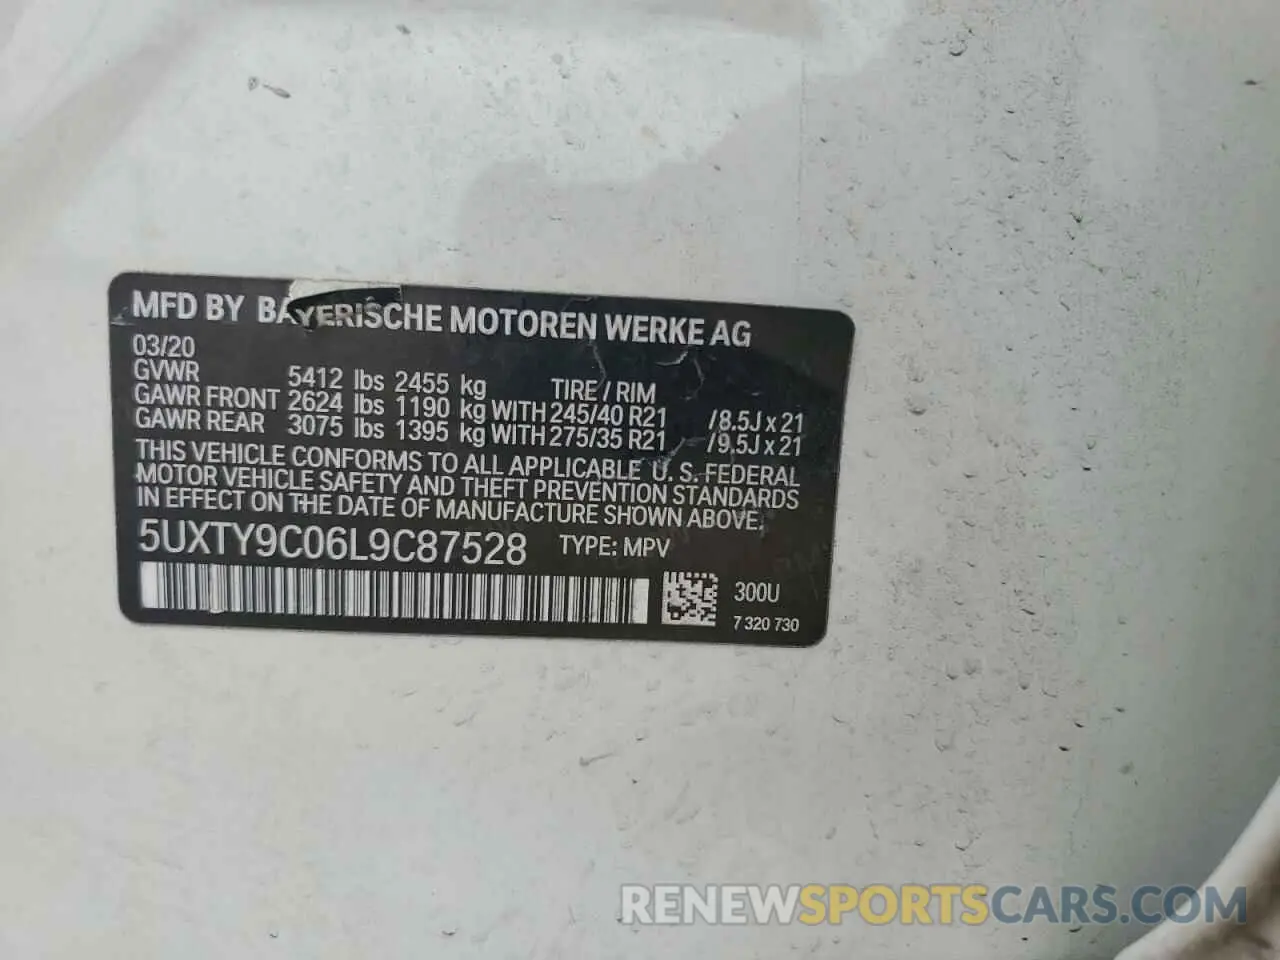 MFD BY BAYERISCHE MOTOREN WERKE AG
03/20
GVWR 5412 lbs 2455 kg TIRE / RIM
GAWR FRONT 2624 lbs 1190 kg WITH 245/40 R21 /8.5J x 21
GAWR REAR 3075 lbs 1395 kg WITH 275/35 R21 /9.5J x 21
THIS VEHICLE CONFORMS TO ALL APPLICABLE U. S. FEDERAL
MOTOR VEHICLE SAFETY AND THEFT PREVENTION STANDARDS
IN EFFECT ON THE DATE OF MANUFACTURE SHOWN ABOVE.
5UXTY9C06L9C87528 TYPE: MPV
300U
7 320 730
RENEWSPORTSCARS.COM